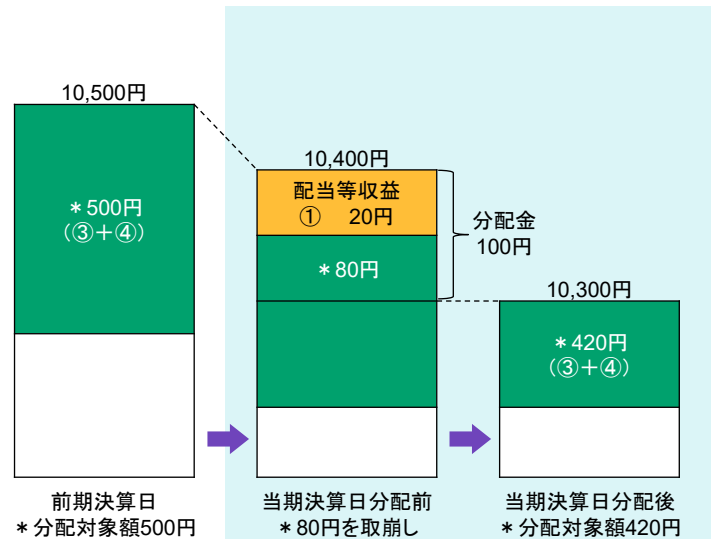 10,500円
＊500円
（③＋④）
前期決算日
＊分配対象額500円
10,400円
配当等収益
① 20円
＊80円
分配金
100円
当期決算日分配前
＊80円を取崩し
10,300円
＊420円
（③＋④）
当期決算日分配後
＊分配対象額420円